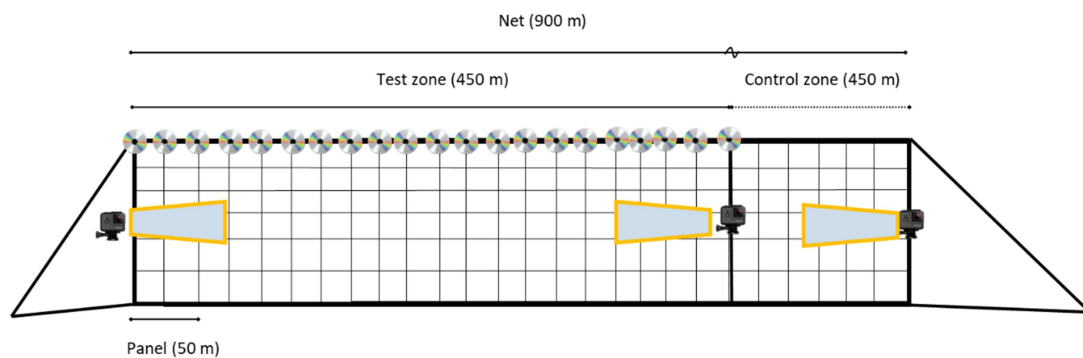 Net (900 m)
Test zone (450 m)
Control zone (450 m)
Panel (50 m)